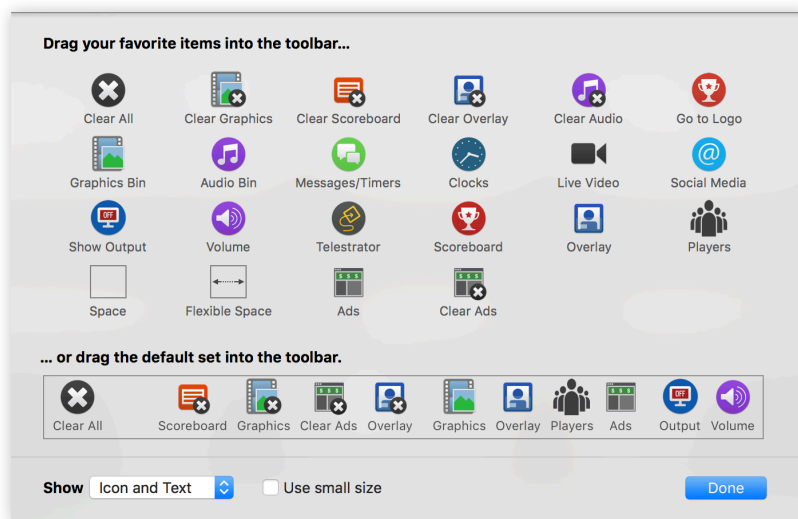 Drag your favorite items into the toolbar...
Clear All Clear Graphics Clear Scoreboard Clear Overlay Clear Audio Go to Logo
Graphics Bin Audio Bin Messages/Timers Clocks Live Video Social Media
OFF
Show Output Volume Telestrator Scoreboard Overlay Players
$ $ $ $ $ $
Space Flexible Space Ads Clear Ads
... or drag the default set into the toolbar.
$ $ $ $ $ $ OFF
Clear All Scoreboard Graphics Clear Ads Overlay Graphics Overlay Players Ads Output Volume
Show Icon and Text Use small size Done